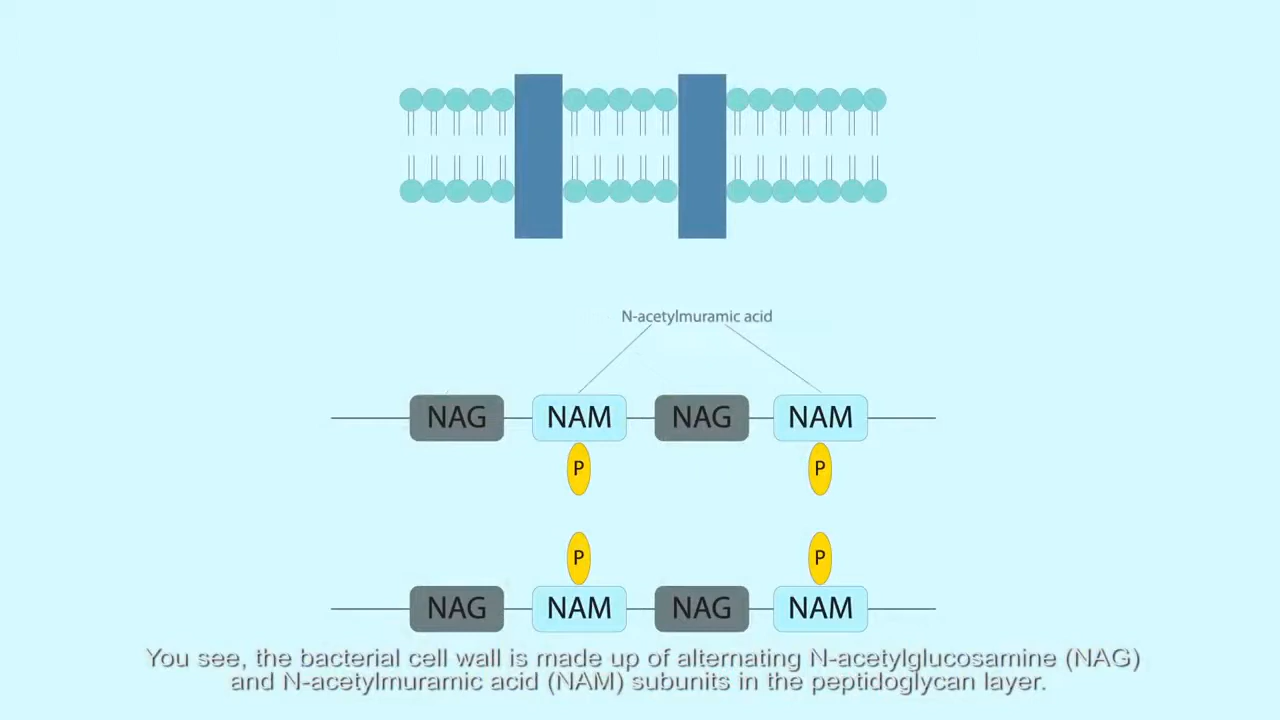 N-acetylmuramic acid
NAG NAM NAG NAM
P P
P P
NAG NAM NAG NAM
You see, the bacterial cell wall is made up of alternating N-acetylglucosamine (NAG)
and N-acetylmuramic acid (NAM) subunits in the peptidoglycan layer.